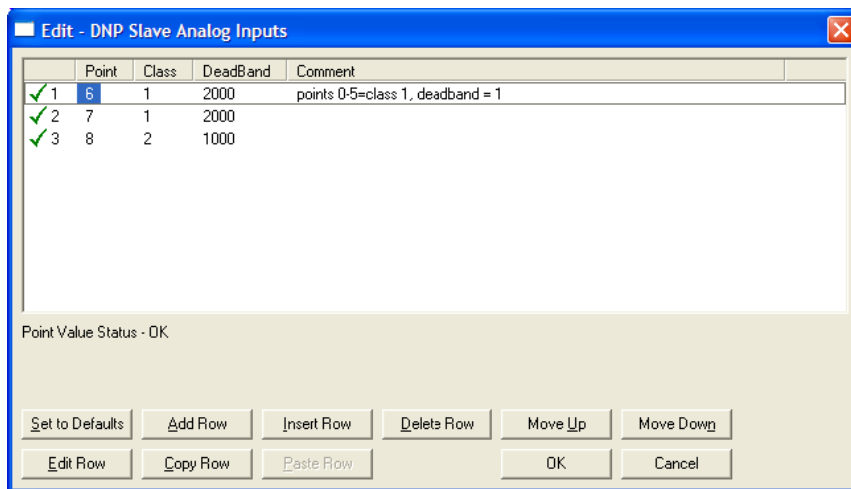 Edit - DNP Slave Analog Inputs
Point Class DeadBand Comment
1 6 1 2000 points 0-5=class 1, deadband = 1
2 7 1 2000
3 8 2 1000
Point Value Status - OK
Set to Defaults Add Row Insert Row Delete Row Move Up Move Down
Edit Row Copy Row Paste Row OK Cancel